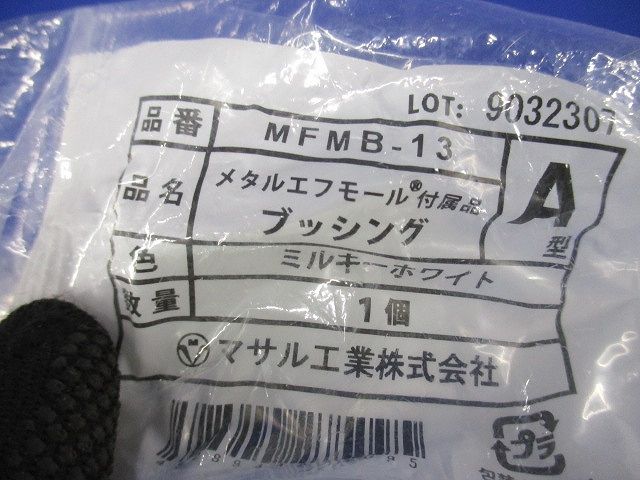 LOT: 9032307
品番 MFMB-13
A型
品名 メタルエフモール®付属品
ブッシング
色 ミルキーホワイト
数量 1個
マサル工業株式会社
プラ